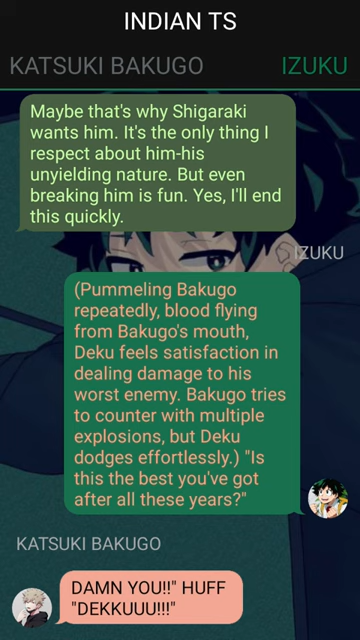 INDIAN TS
KATSUKI BAKUGO IZUKU
Maybe that's why Shigaraki
wants him. It's the only thing I
respect about him-his
unyielding nature. But even
breaking him is fun. Yes, I'll end
this quickly.
IZUKU
(Pummeling Bakugo
repeatedly, blood flying
from Bakugo's mouth,
Deku feels satisfaction in
dealing damage to his
worst enemy. Bakugo tries
to counter with multiple
explosions, but Deku
dodges effortlessly.) "Is
this the best you've got
after all these years?"
KATSUKI BAKUGO
DAMN YOU!!" HUFF
"DEKKUUU!!!"